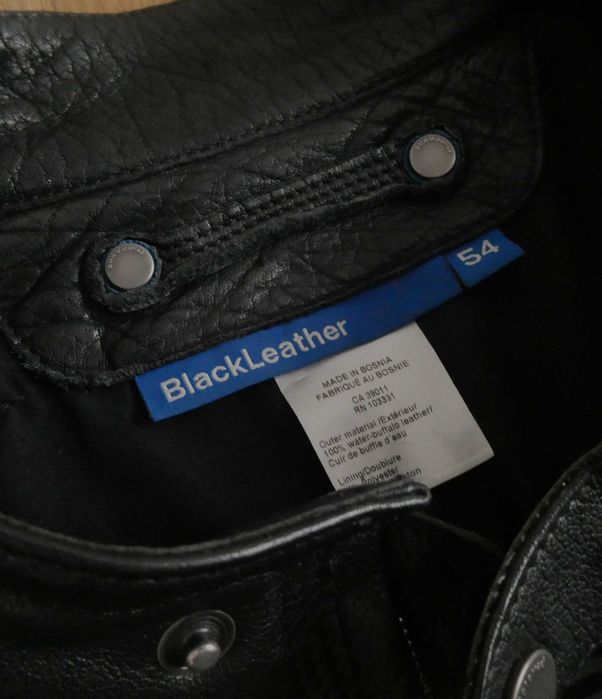 54
BlackLeather
MADE IN BOSNIA
FABRIQUE AU BOSNIE
CA 39011
RN 103331
Outer material /Extérieur
100% water-buffalo leather/
Cuir de buffle d'eau
Lining/Doublure
Polyester